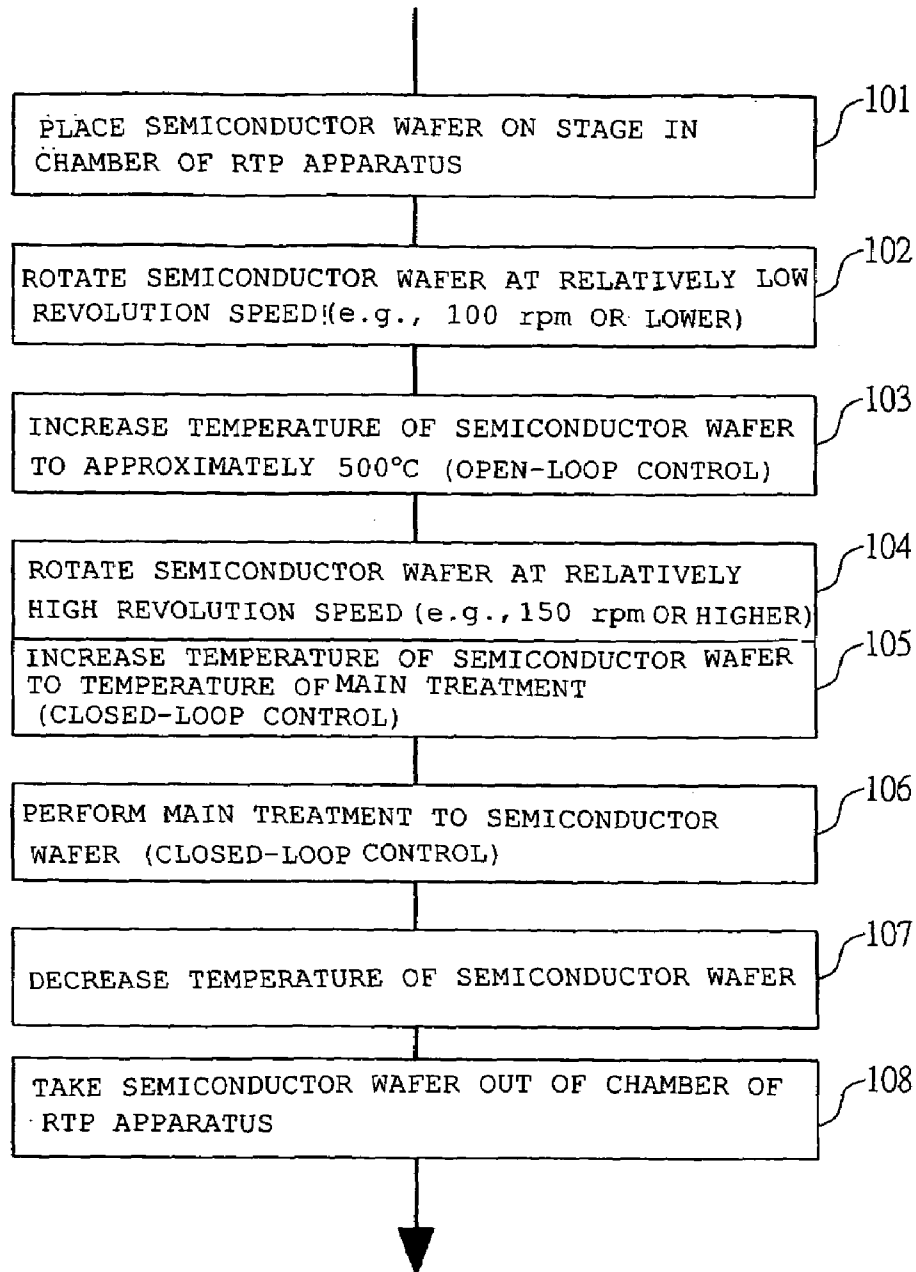 101
PLACE SEMICONDUCTOR WAFER ON STAGE IN
CHAMBER OF RTP APPARATUS
102
ROTATE SEMICONDUCTOR WAFER AT RELATIVELY LOW
REVOLUTION SPEED (e.g., 100 rpm OR LOWER)
103
INCREASE TEMPERATURE OF SEMICONDUCTOR WAFER
TO APPROXIMATELY 500°C (OPEN-LOOP CONTROL)
104
ROTATE SEMICONDUCTOR WAFER AT RELATIVELY
HIGH REVOLUTION SPEED (e.g., 150 rpm OR HIGHER)
105
INCREASE TEMPERATURE OF SEMICONDUCTOR WAFER
TO TEMPERATURE OF MAIN TREATMENT
(CLOSED-LOOP CONTROL)
106
PERFORM MAIN TREATMENT TO SEMICONDUCTOR
WAFER (CLOSED-LOOP CONTROL)
107
DECREASE TEMPERATURE OF SEMICONDUCTOR WAFER
108
TAKE SEMICONDUCTOR WAFER OUT OF CHAMBER OF
RTP APPARATUS